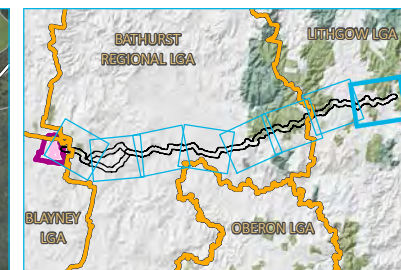 BATHURST
REGIONAL LGA
LITHGOW LGA
BLAYNEY
LGA
OBERON LGA